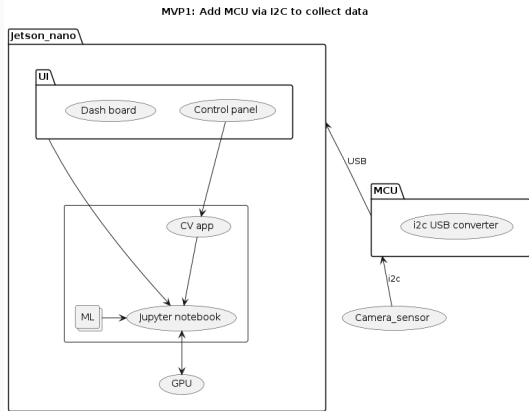 MVP1: Add MCU via I2C to collect data
Jetson_nano
UI
Dash board
Control panel
USB
MCU
i2c USB converter
CV app
i2c
ML
Jupyter notebook
Camera_sensor
GPU